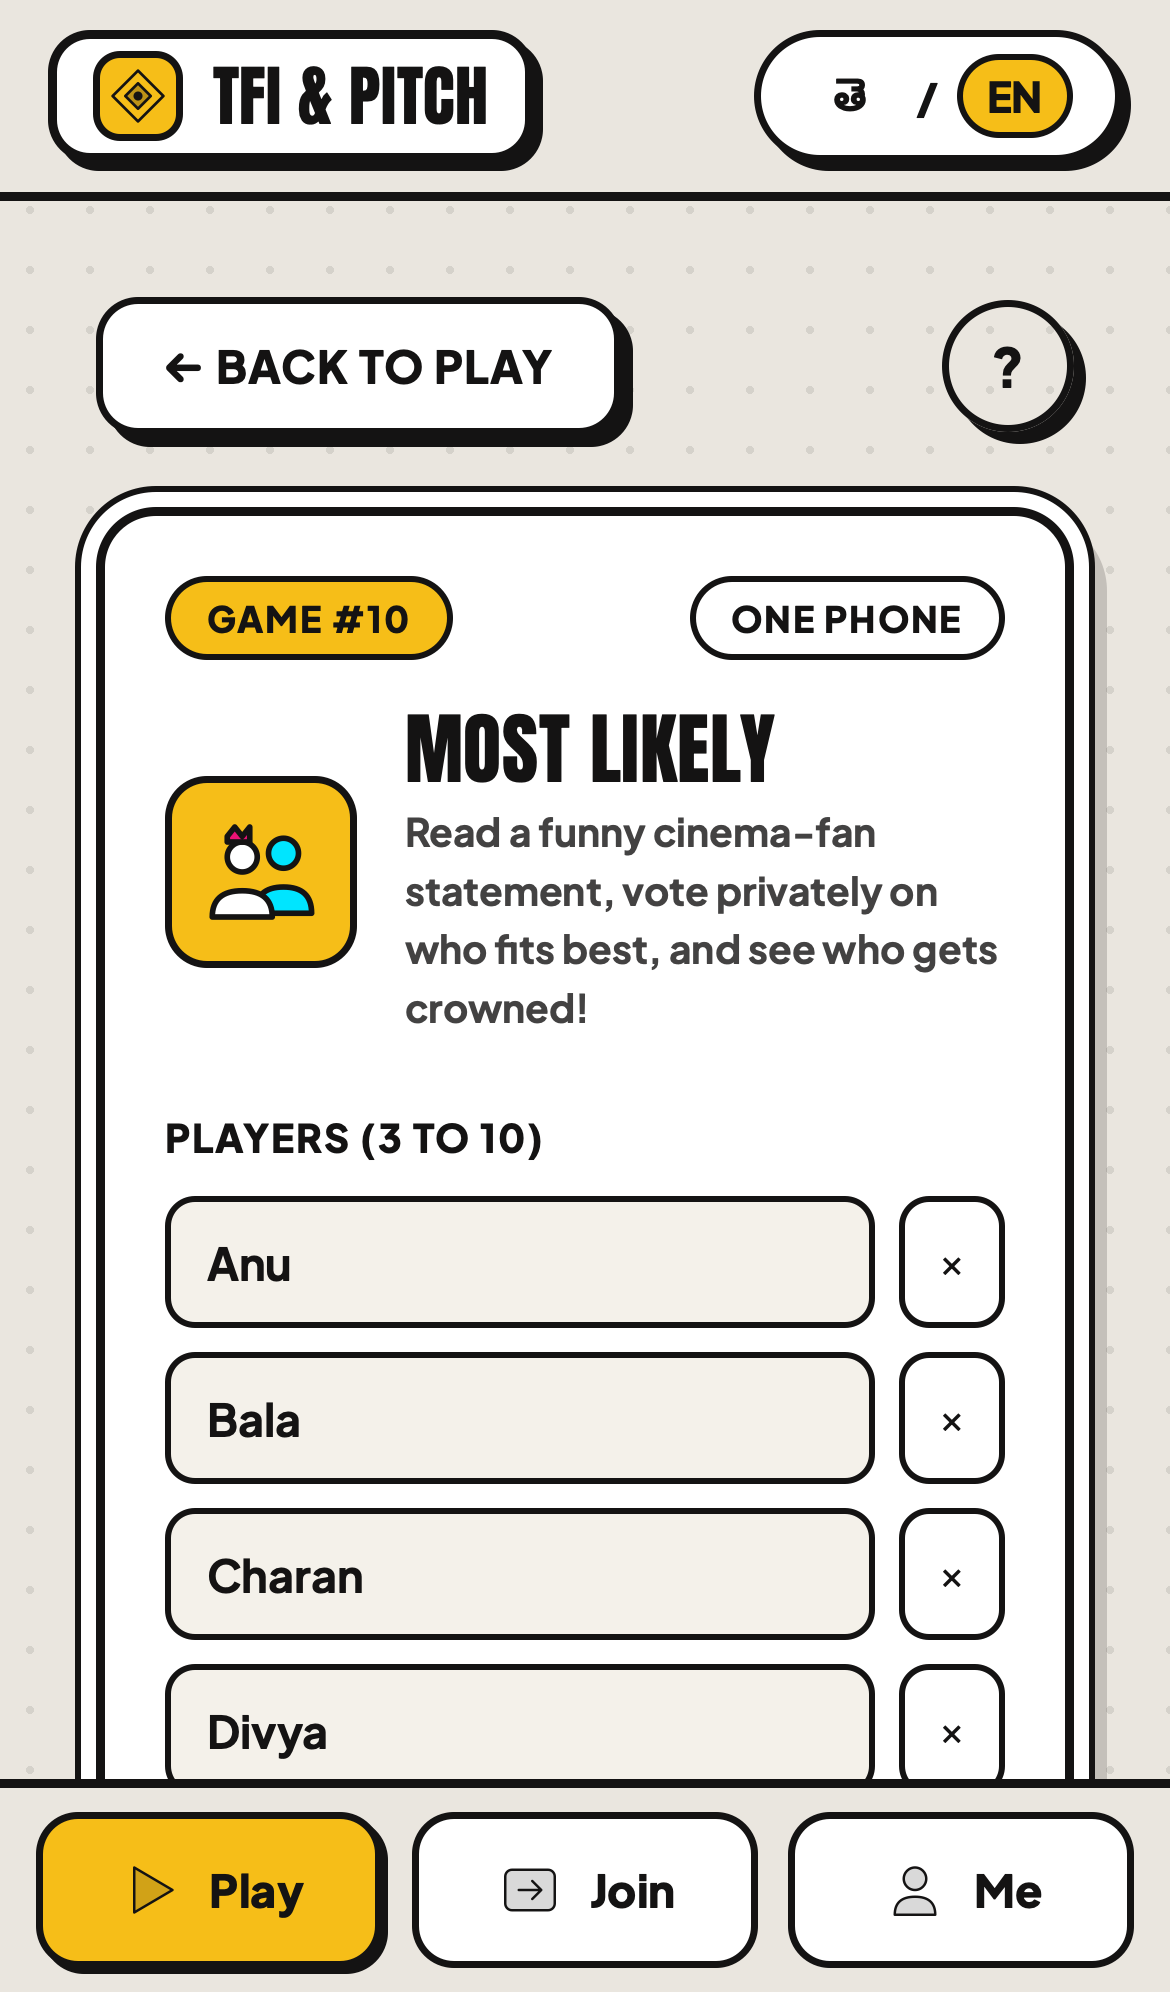 TFI & PITCH
తె / EN
← BACK TO PLAY
?
GAME #10
ONE PHONE
MOST LIKELY
Read a funny cinema-fan
statement, vote privately on
who fits best, and see who gets
crowned!
PLAYERS (3 TO 10)
Anu ×
Bala ×
Charan ×
Divya ×
Play
Join
Me